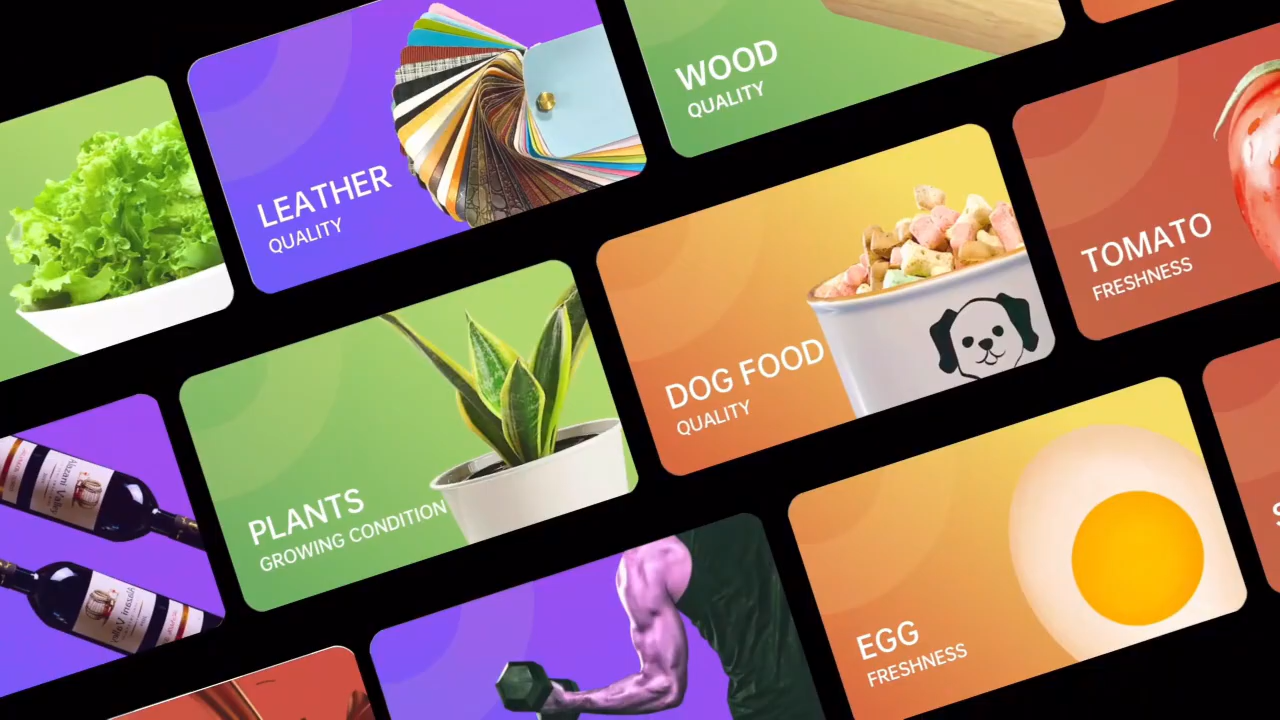 WOOD
QUALITY
LEATHER
QUALITY
TOMATO
FRESHNESS
DOG FOOD
QUALITY
PLANTS
GROWING CONDITION
EGG
FRESHNESS